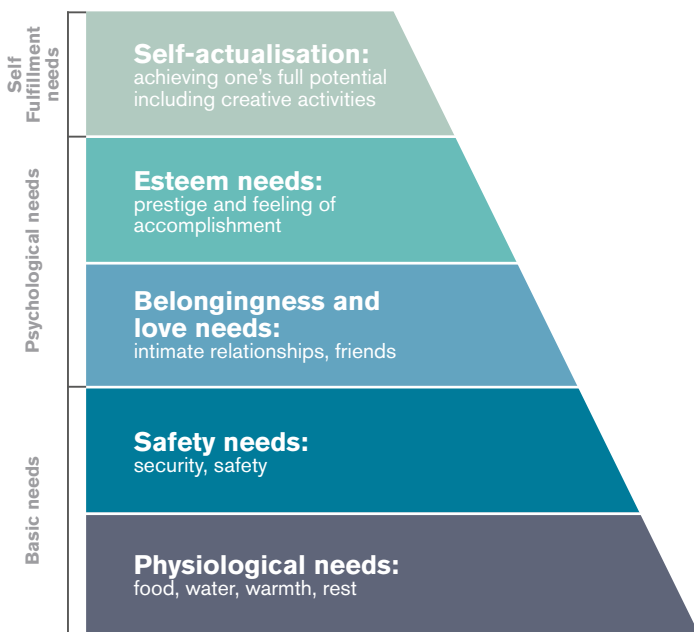 Self
Fulfillment
needs
Self-actualisation:
achieving one's full potential
including creative activities
Psychological needs
Esteem needs:
prestige and feeling of
accomplishment
Belongingness and
love needs:
intimate relationships, friends
Basic needs
Safety needs:
security, safety
Physiological needs:
food, water, warmth, rest